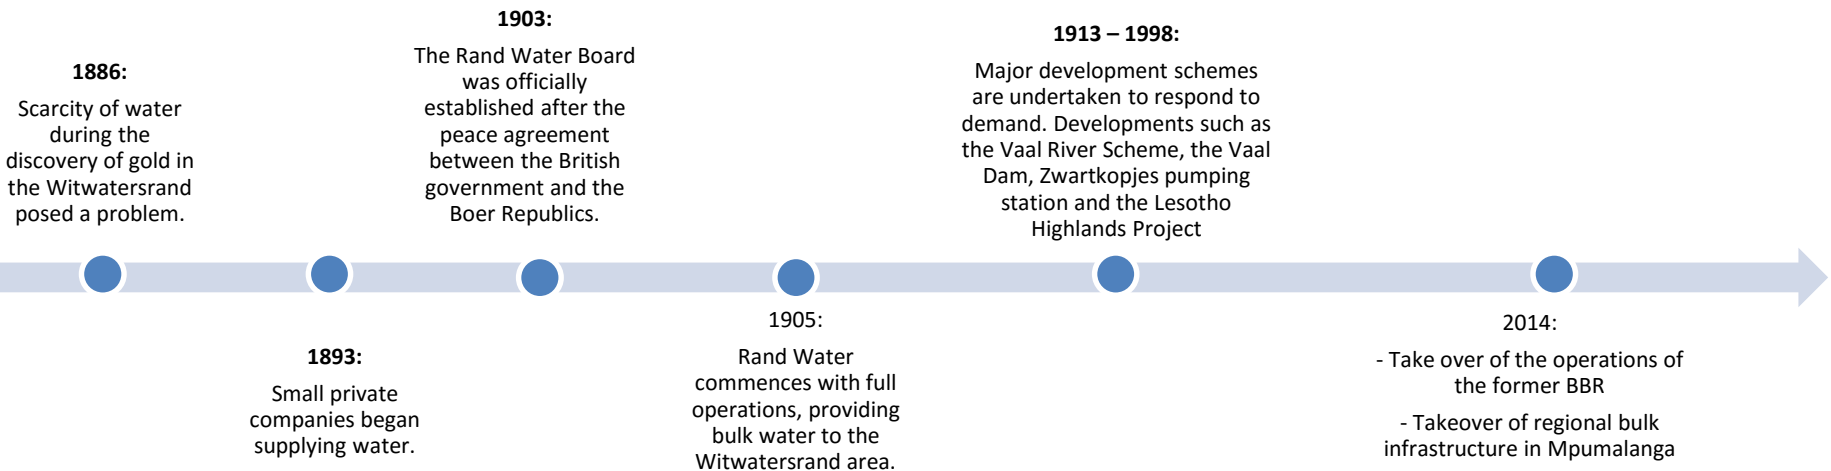 1886:
Scarcity of water
during the
discovery of gold in
the Witwatersrand
posed a problem.
1893:
Small private
companies began
supplying water.
1903:
The Rand Water Board
was officially
established after the
peace agreement
between the British
government and the
Boer Republics.
1905:
Rand Water
commences with full
operations, providing
bulk water to the
Witwatersrand area.
1913 – 1998:
Major development schemes
are undertaken to respond to
demand. Developments such as
the Vaal River Scheme, the Vaal
Dam, Zwartkopjes pumping
station and the Lesotho
Highlands Project
2014:
- Take over of the operations of
the former BBR
- Takeover of regional bulk
infrastructure in Mpumalanga